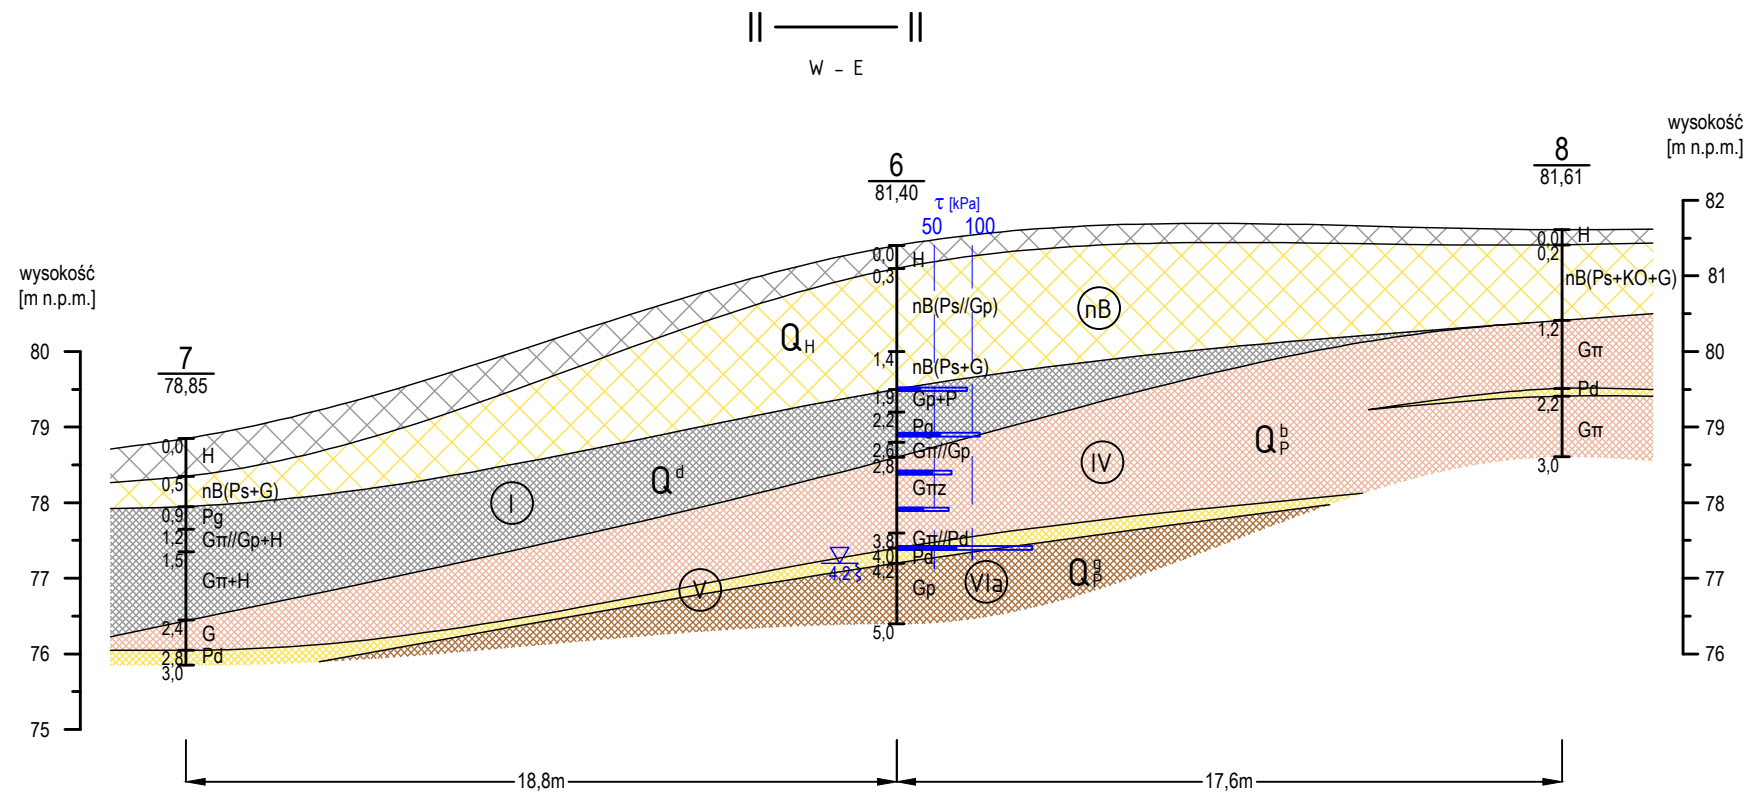 II II
W - E
wysokość
[m n.p.m.]
82
81
80
79
78
77
76
wysokość
[m n.p.m.]
80
79
78
77
76
75
7
78,85
0,0
H
0,5
nB(Ps+G)
0,9
Pg
1,2
Gπ//Gp+H
1,5
Gπ+H
2,4
G
2,8
Pd
3,0
6
81,40
τ [kPa]
50 100
0,0
H
0,3
nB(Ps//Gp)
1,4
nB(Ps+G)
1,9
Gp+P
2,2
Pg
2,6
Gπ//Gp
2,8
Gπz
3,8
Gπ//Pd
4,0
Pd
4,2
Gp
5,0
4,2
8
81,61
0,0
H
0,2
nB(Ps+KO+G)
1,2
Gπ
Pd
2,2
Gπ
3,0
Q H
nB
Q d
I
IV
Q b P
V
VIa
Q g P
18,8m
17,6m